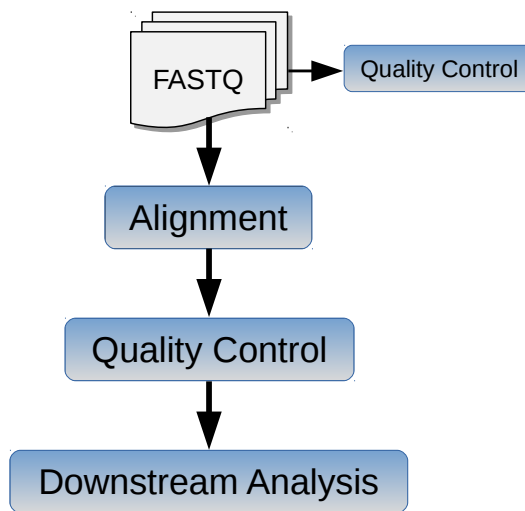 FASTQ
Quality Control
Alignment
Quality Control
Downstream Analysis